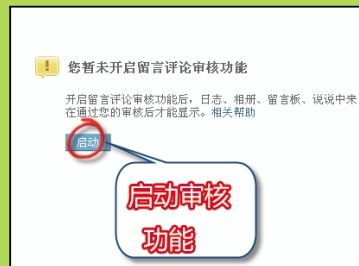 您暂未开启留言评论审核功能
开启留言评论审核功能后，日志、相册、留言板、说说中来
在通过您的审核后才能显示。相关帮助
启动
启动审核
功能